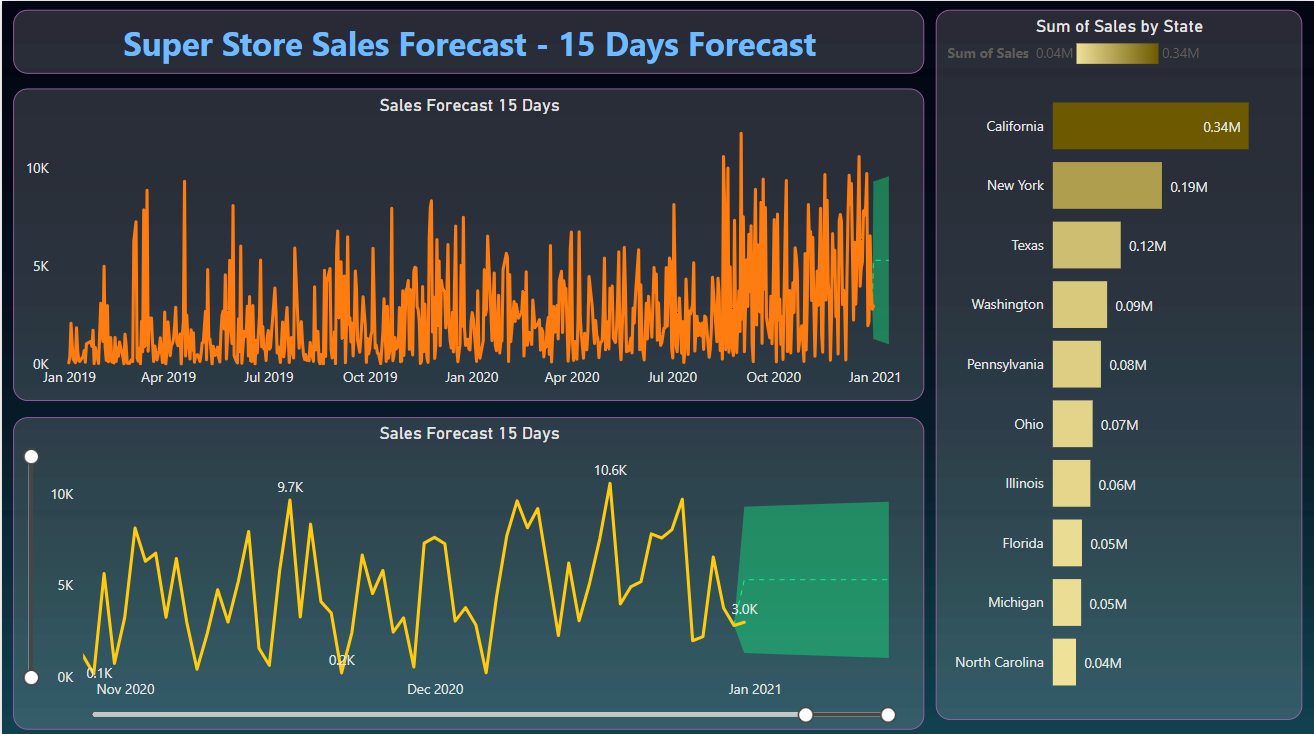 Super Store Sales Forecast - 15 Days Forecast
Sales Forecast 15 Days
10K
5K
0K
Jan 2019 Apr 2019 Jul 2019 Oct 2019 Jan 2020 Apr 2020 Jul 2020 Oct 2020 Jan 2021
Sales Forecast 15 Days
10.6K
9.7K
10K
5K
3.0K
0.2K
0K
0.1K
Nov 2020 Dec 2020 Jan 2021
Sum of Sales by State
Sum of Sales 0.04M 0.34M
California 0.34M
New York 0.19M
Texas 0.12M
Washington 0.09M
Pennsylvania 0.08M
Ohio 0.07M
Illinois 0.06M
Florida 0.05M
Michigan 0.05M
North Carolina 0.04M